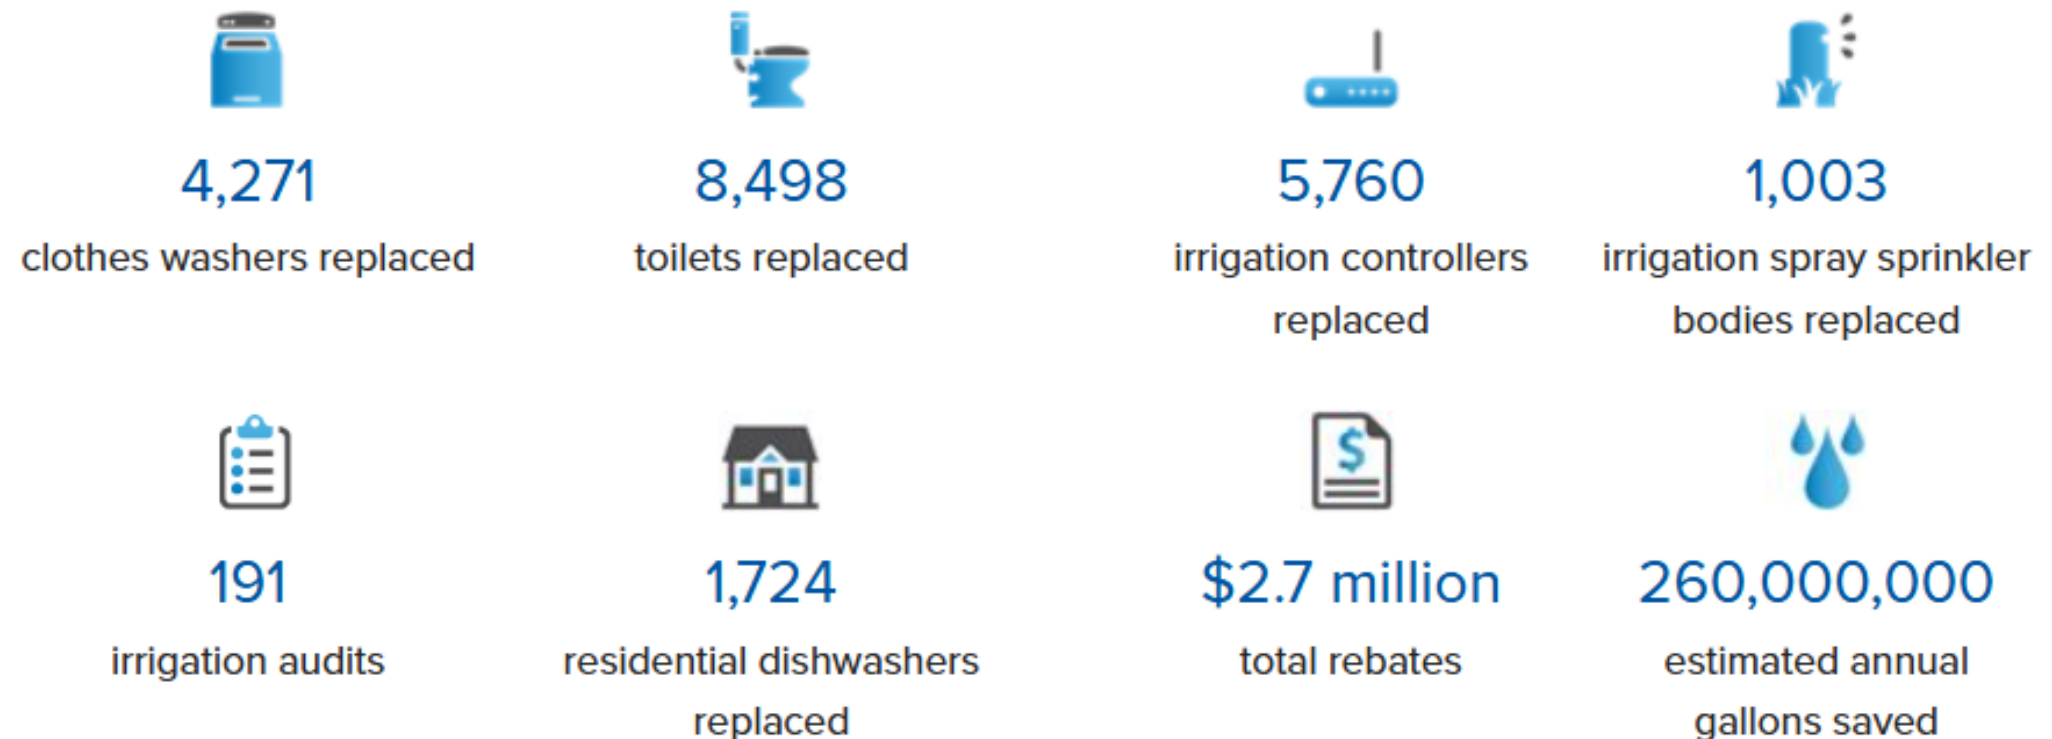 4,271
clothes washers replaced
8,498
toilets replaced
5,760
irrigation controllers
replaced
1,003
irrigation spray sprinkler
bodies replaced
191
irrigation audits
1,724
residential dishwashers
replaced
$2.7 million
total rebates
260,000,000
estimated annual
gallons saved